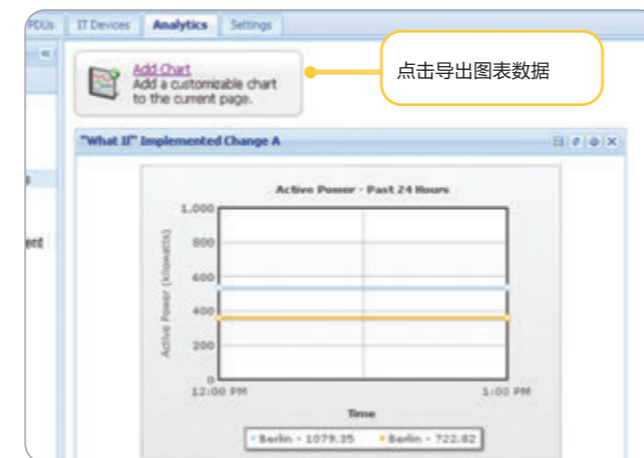 PDUs IT Devices Analytics Settings
点击导出图表数据
Add Chart
Add a customizable chart
to the current page.
"What If" Implemented Change A
ent
Active Power - Past 24 Hours
Active Power (kilowatts)
1,000
800
600
400
200
0
12:00 PM 1:00 PM
Time
Berlin - 1079.35 Berlin - 722.82